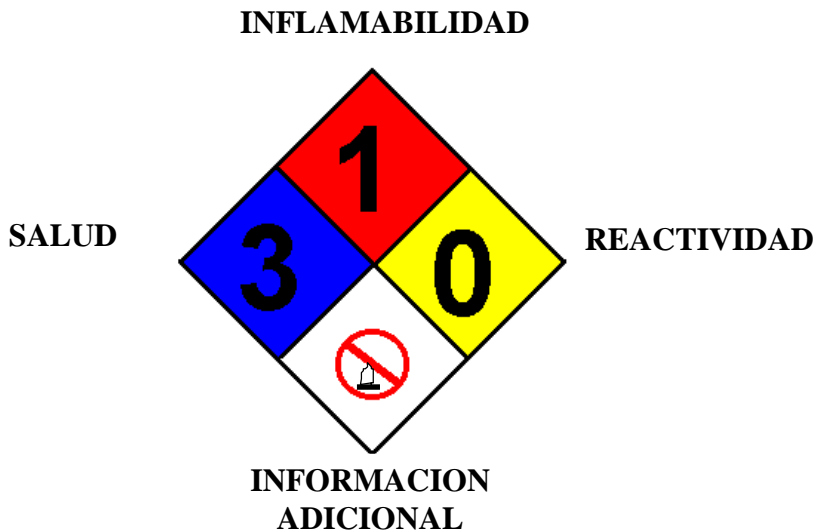 INFLAMABILIDAD
1
SALUD
3
0
REACTIVIDAD
INFORMACION
ADICIONAL